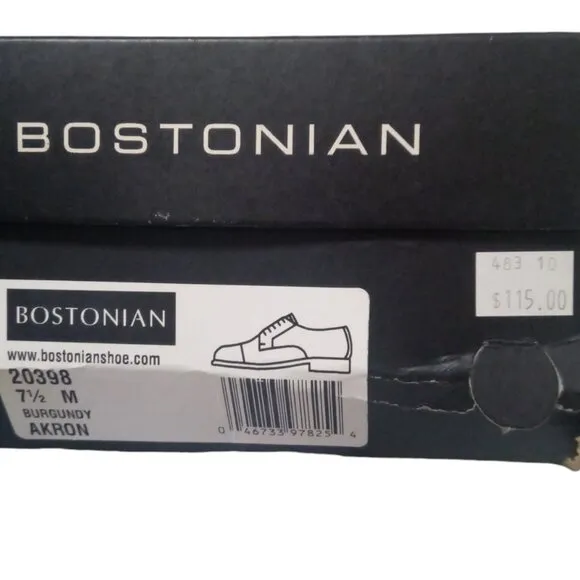 BOSTONIAN
483 10
$115.00
BOSTONIAN
www.bostonianshoe.com
20398
7½ M
BURGUNDY
AKRON
0 46733 97825 4